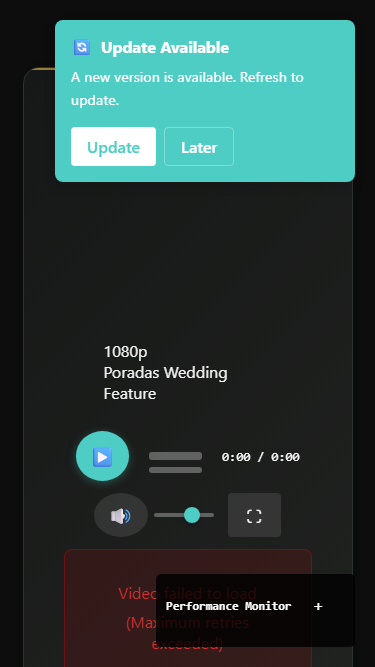 Update Available
A new version is available. Refresh to
update.
Update
Later
1080p
Poradas Wedding
Feature
0:00 / 0:00
Video failed to load
(Maximum retries
exceeded)
Performance Monitor +